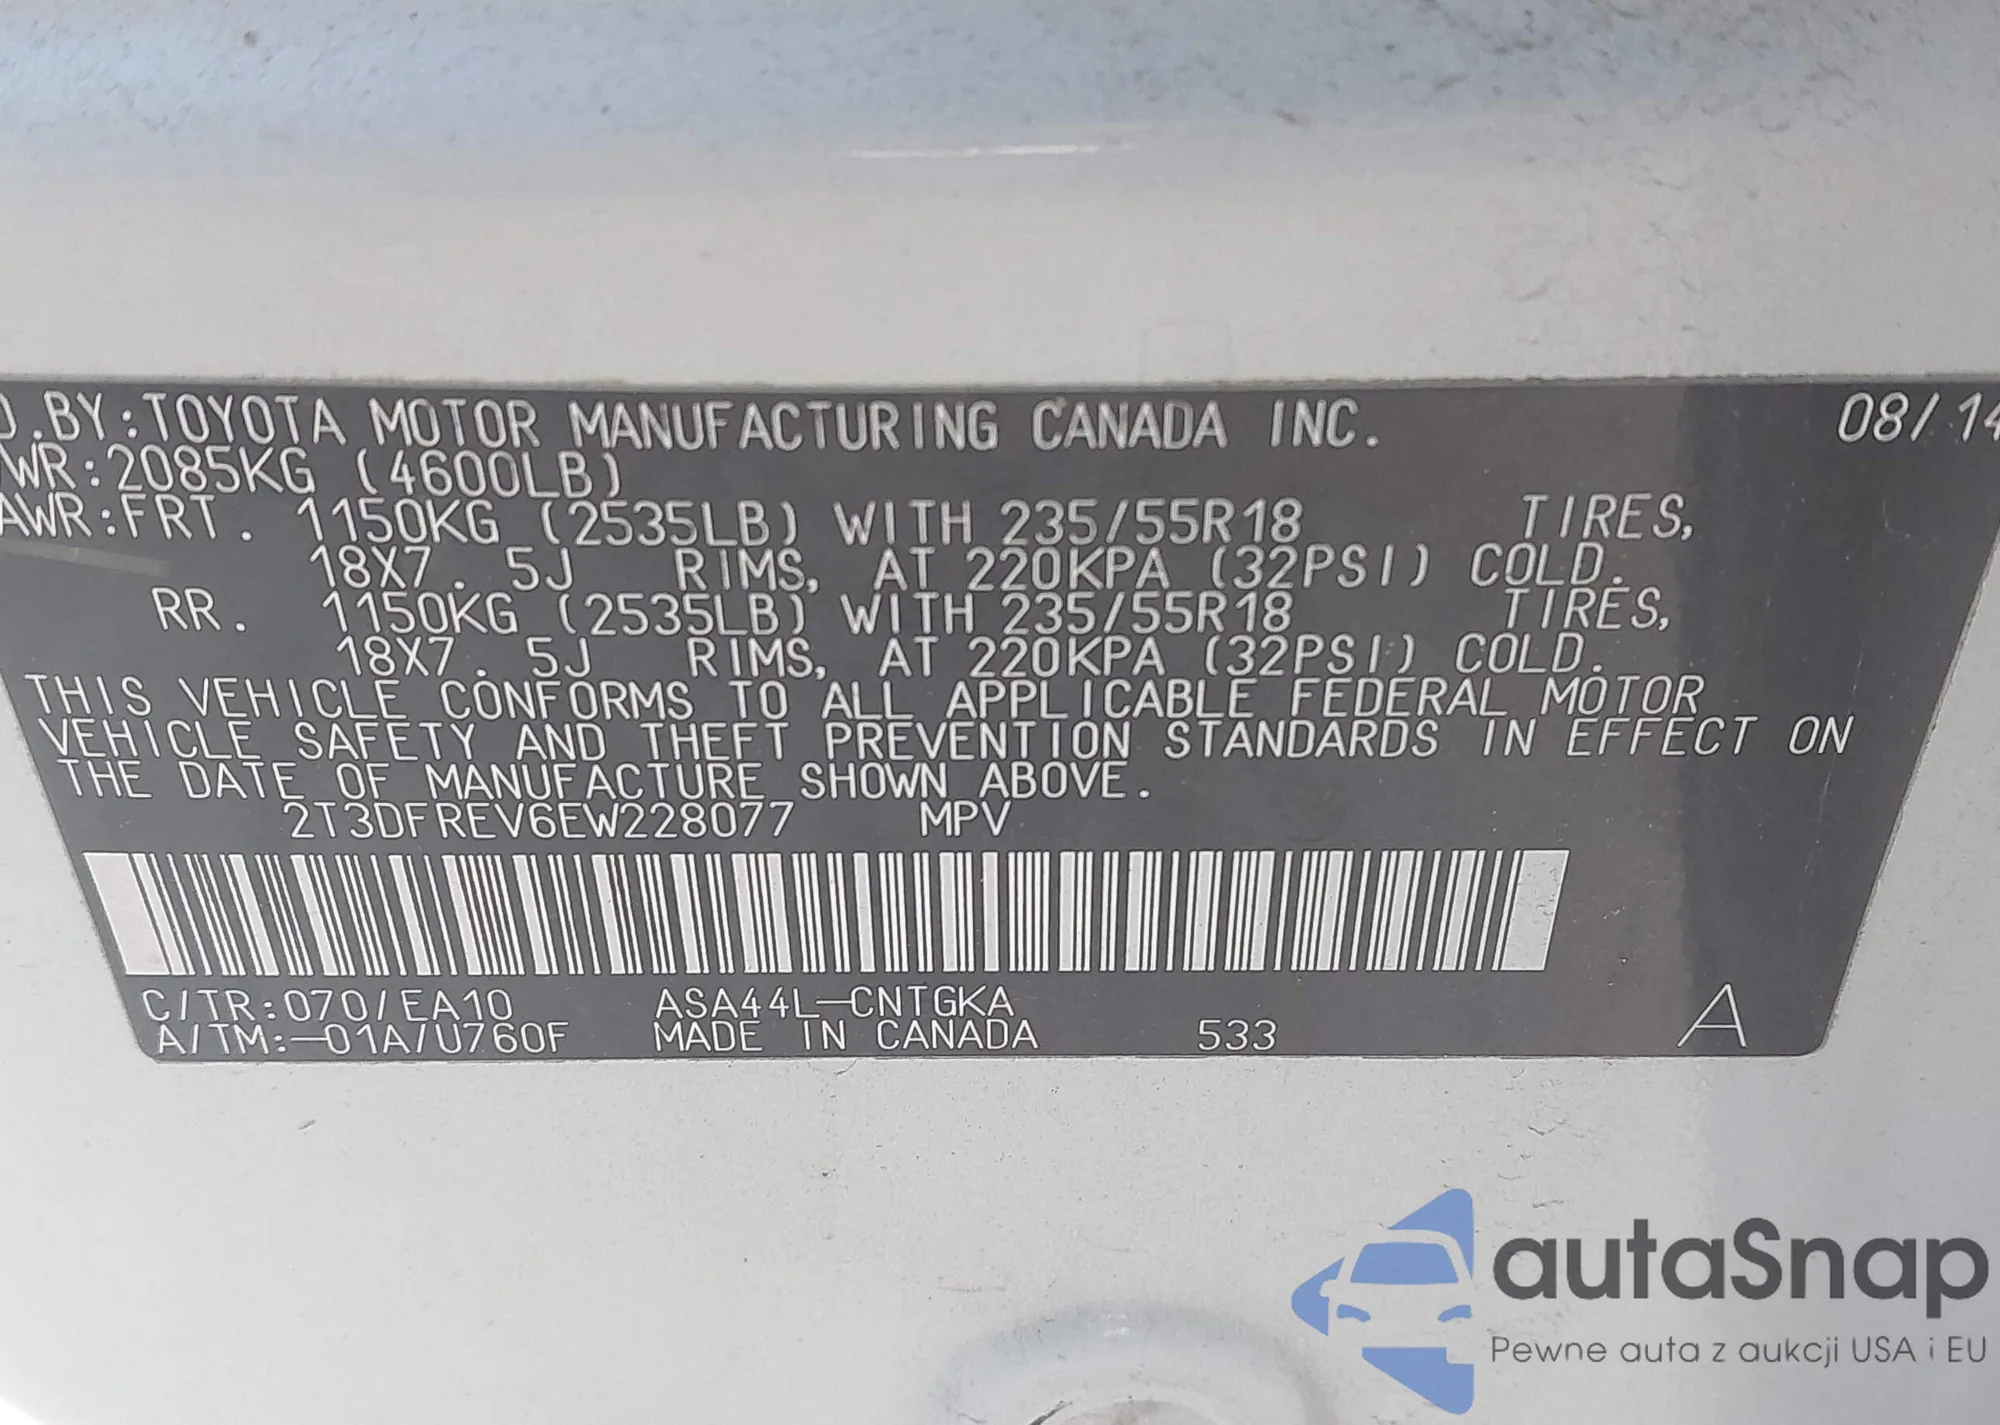 D.BY:TOYOTA MOTOR MANUFACTURING CANADA INC. 08/14
WR:2085KG (4600LB)
AWR:FRT. 1150KG (2535LB) WITH 235/55R18 TIRES,
18X7.5J RIMS, AT 220KPA (32PSI) COLD.
RR. 1150KG (2535LB) WITH 235/55R18 TIRES,
18X7.5J RIMS, AT 220KPA (32PSI) COLD.
THIS VEHICLE CONFORMS TO ALL APPLICABLE FEDERAL MOTOR
VEHICLE SAFETY AND THEFT PREVENTION STANDARDS IN EFFECT ON
THE DATE OF MANUFACTURE SHOWN ABOVE.
2T3DFREV6EW228077 MPV
C/TR:070/EA10 ASA44L-CNTGKA
A/TM:-01A/U760F MADE IN CANADA 533 A
autaSnap
Pewne auta z aukcji USA i EU